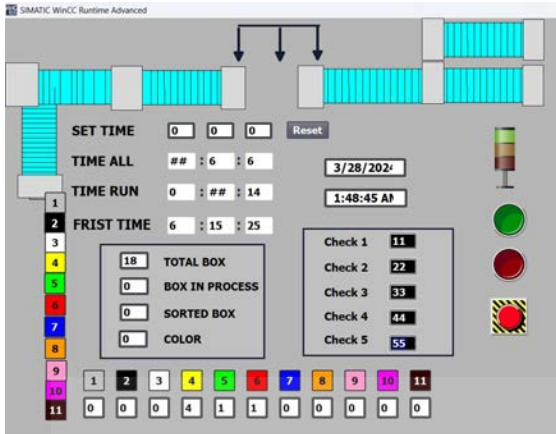 SIMATIC WinCC Runtime Advanced
SET TIME 0 0 0 Reset
TIME ALL ## : 6 : 6
3/28/202
TIME RUN 0 : ## : 14
1:48:45 AM
FRIST TIME 6 : 15 : 25
1
2
3
4
5
6
7
8
9
10
11
18 TOTAL BOX
0 BOX IN PROCESS
0 SORTED BOX
0 COLOR
Check 1 11
Check 2 22
Check 3 33
Check 4 44
Check 5 55
1 2 3 4 5 6 7 8 9 10 11
0 0 0 4 1 1 0 0 0 0 0